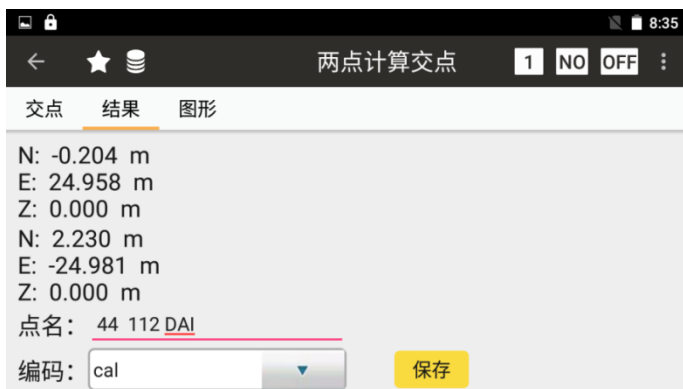 8:35
两点计算交点 1 NO OFF
交点 结果 图形
N: -0.204 m
E: 24.958 m
Z: 0.000 m
N: 2.230 m
E: -24.981 m
Z: 0.000 m
点名: 44 112 DAI
编码: cal 保存